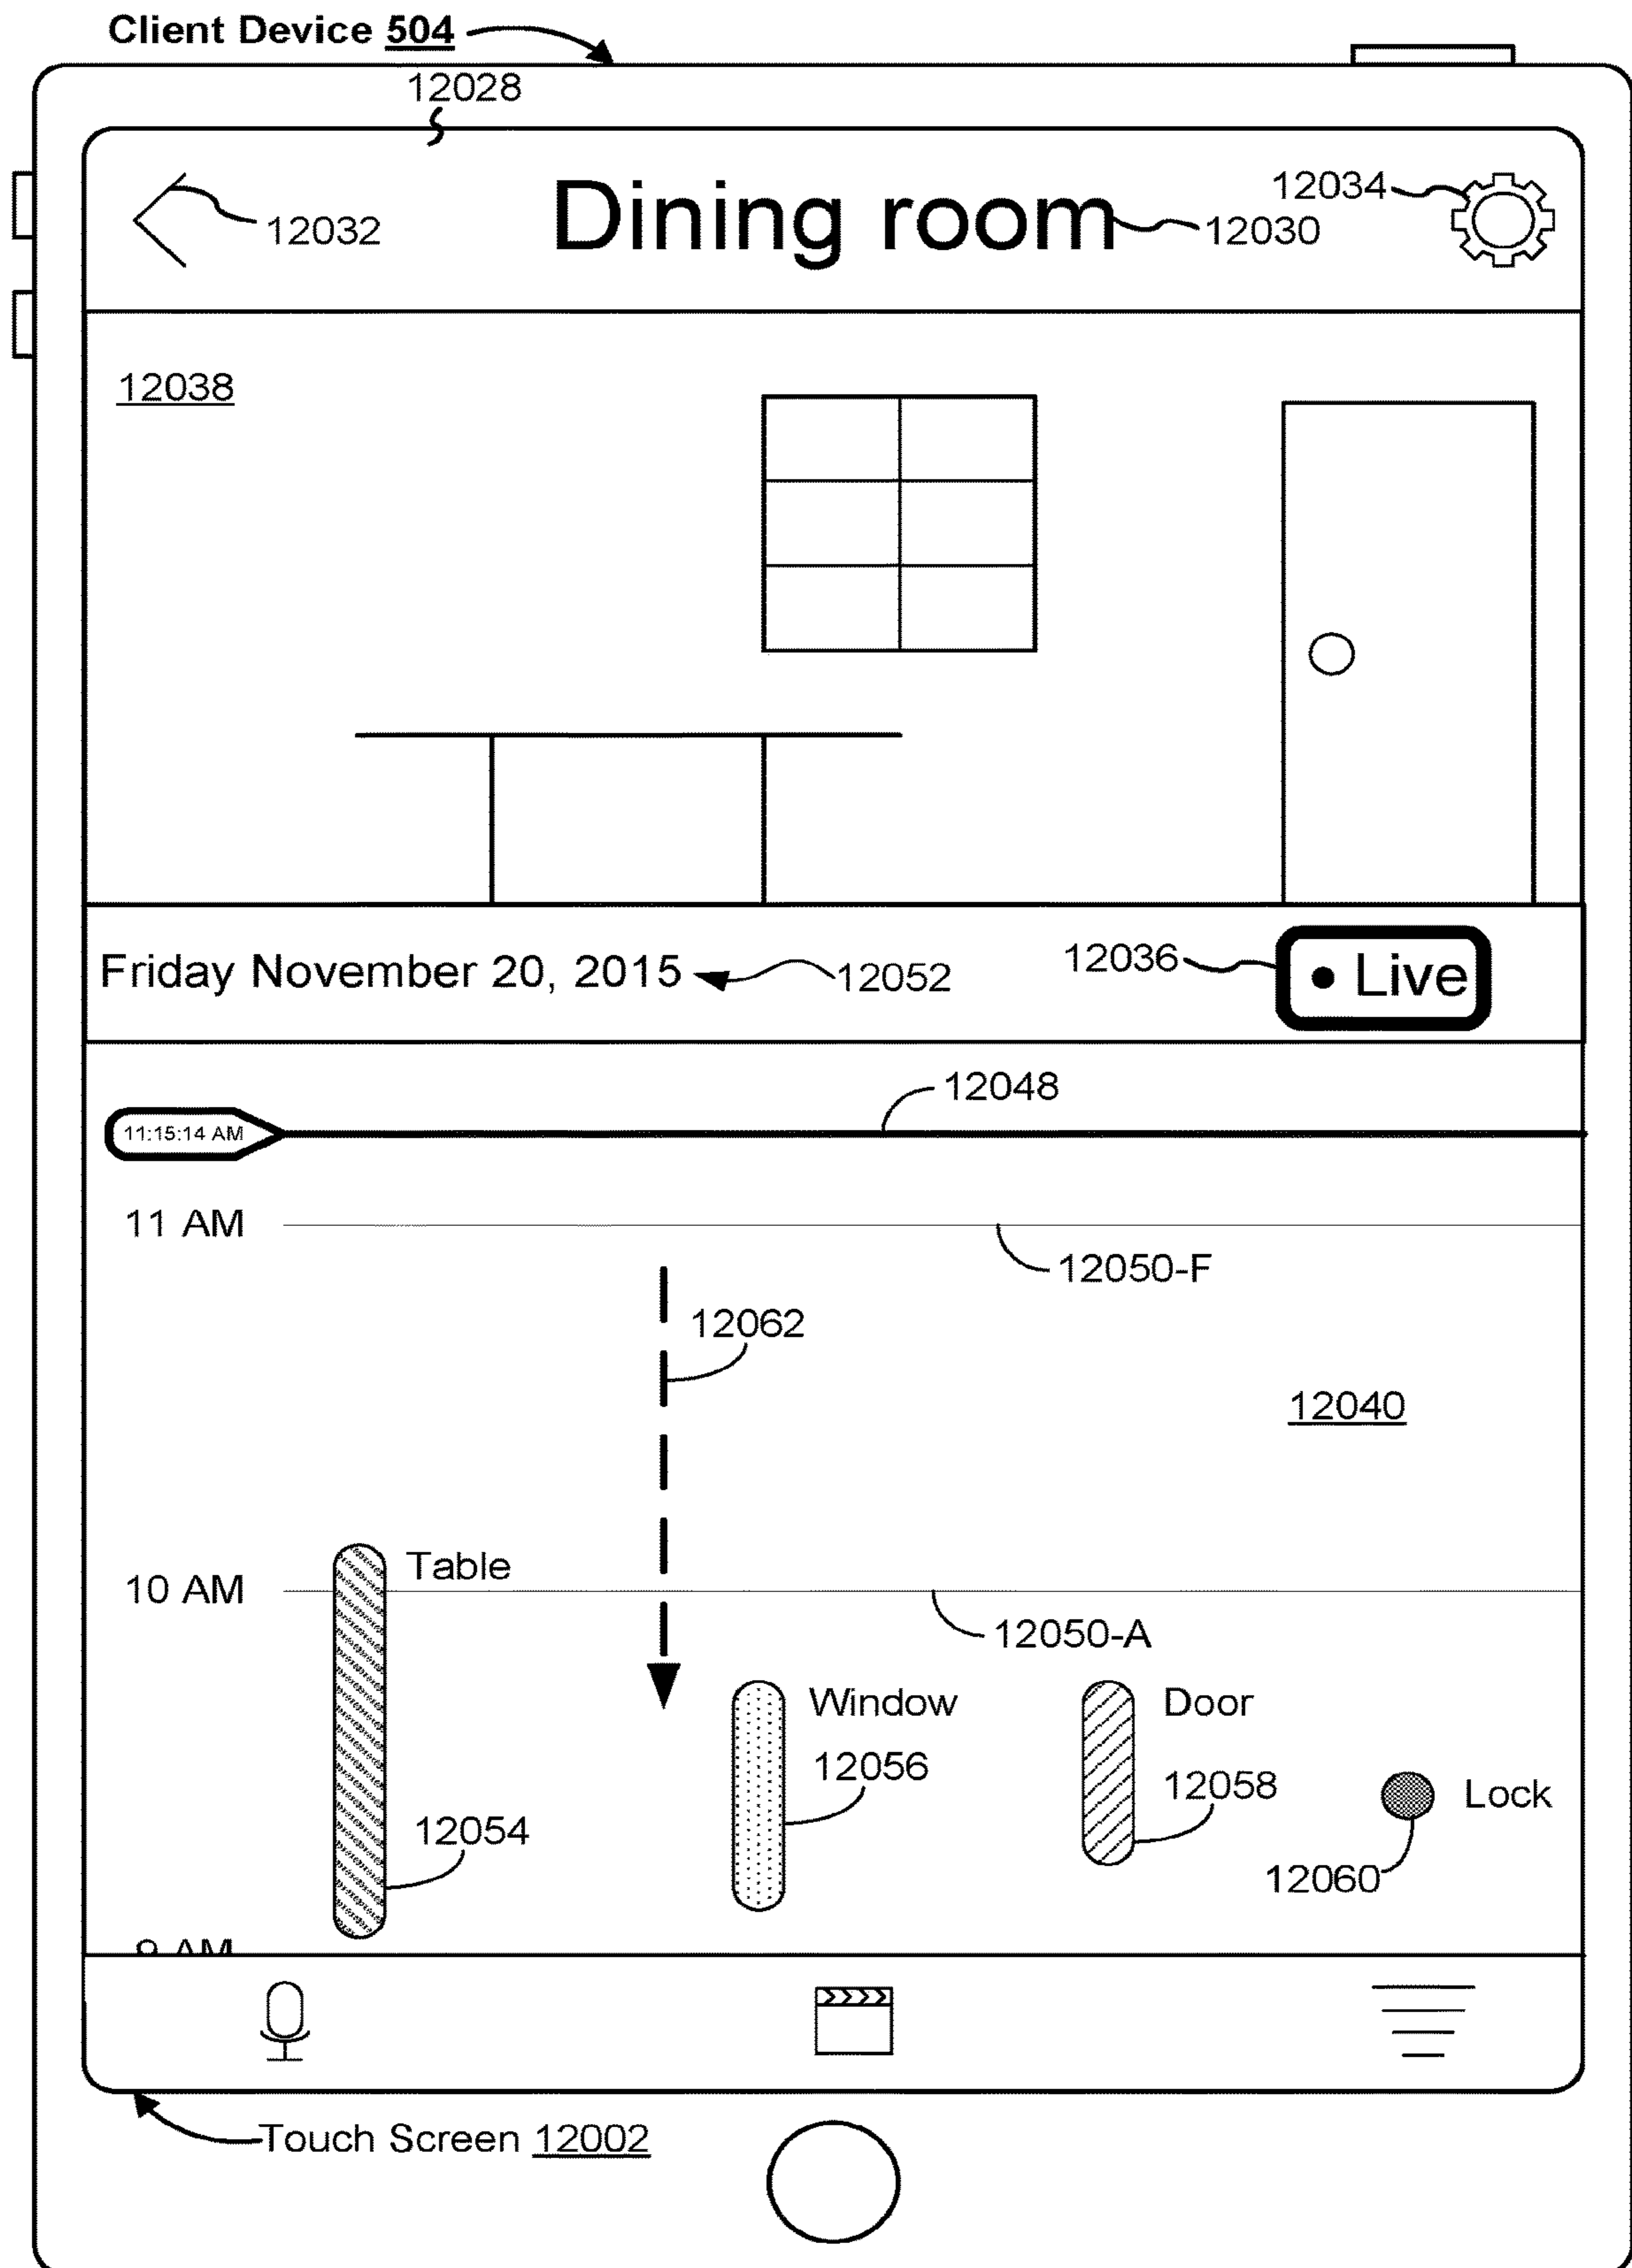 Client Device 504
12028
12032
Dining room
12030
12034
12038
Friday November 20, 2015
12052
12036
• Live
12048
11:15:14 AM
11 AM
12050-F
12062
12040
Table
10 AM
12050-A
Window
Door
12056
12058
Lock
12054
12060
9 AM
Touch Screen 12002